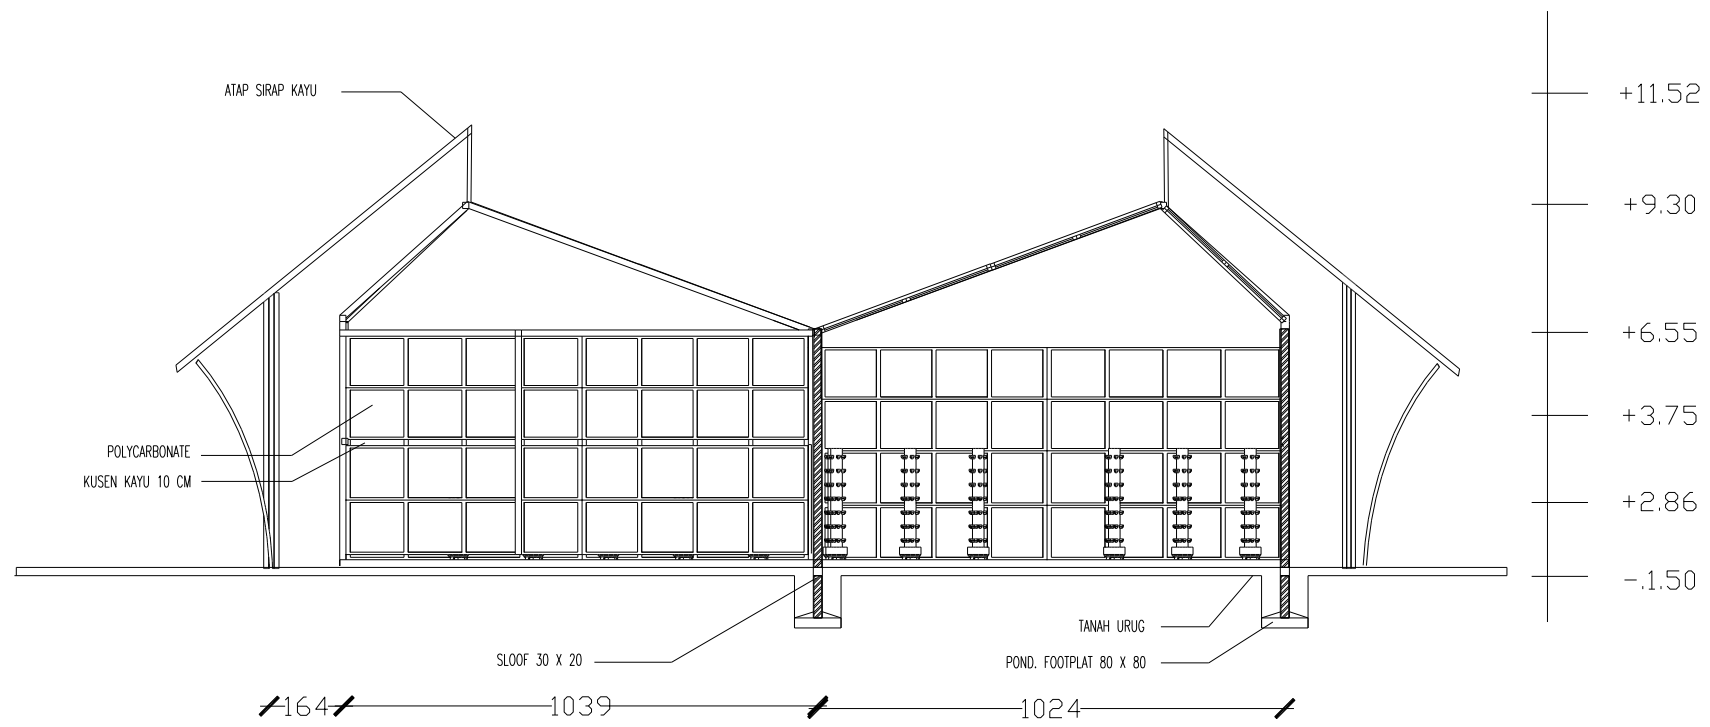 ATAP SIRAP KAYU
+11.52
+9.30
+6.55
+3.75
POLYCARBONATE
KUSEN KAYU 10 CM
+2.86
-.1.50
TANAH URUG
SLOOF 30 X 20
POND. FOOTPLAT 80 X 80
164
1039
1024